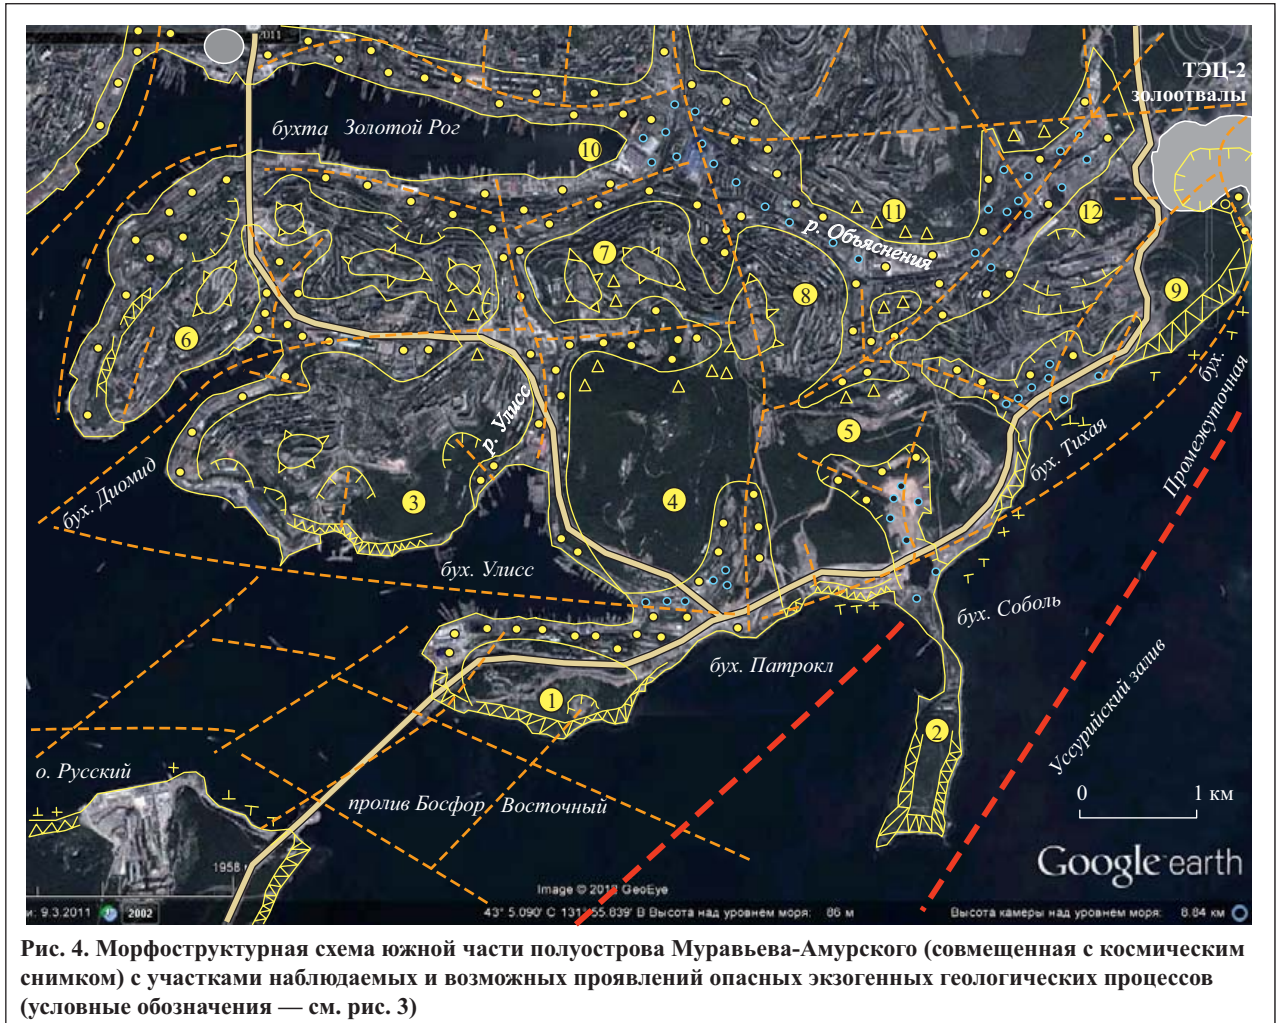 2011
ТЭЦ-2
золоотвалы
бухта Золотой Рог
10
11
12
р. Объяснения
7
8
9
6
бух. Промежуточная
р. Улисс
5
бух. Тихая
бух. Диомид
3
4
бух. Улисс
бух. Соболь
бух. Патрокл
1
2
Уссурийский залив
о. Русский
пролив Босфор Восточный
0 1 км
Google earth
1958
Image © 2012 GeoEye
и: 9.3.2011 2002 43° 5.090' С 131°55.839' В Высота над уровнем моря: 86 м Высота камеры над уровнем моря: 8.84 км
Рис. 4. Морфоструктурная схема южной части полуострова Муравьева-Амурского (совмещенная с космическим
снимком) с участками наблюдаемых и возможных проявлений опасных экзогенных геологических процессов
(условные обозначения — см. рис. 3)